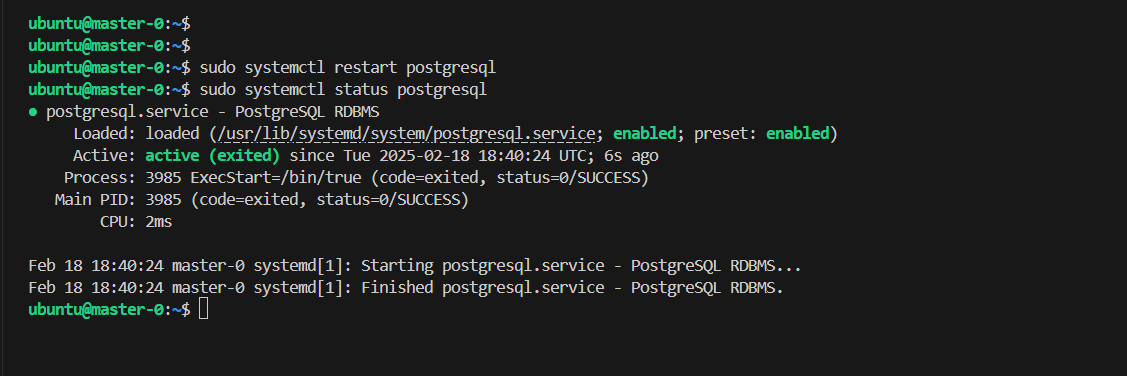 ubuntu@master-0:~$
ubuntu@master-0:~$
ubuntu@master-0:~$ sudo systemctl restart postgresql
ubuntu@master-0:~$ sudo systemctl status postgresql
● postgresql.service - PostgreSQL RDBMS
     Loaded: loaded (/usr/lib/systemd/system/postgresql.service; enabled; preset: enabled)
     Active: active (exited) since Tue 2025-02-18 18:40:24 UTC; 6s ago
    Process: 3985 ExecStart=/bin/true (code=exited, status=0/SUCCESS)
   Main PID: 3985 (code=exited, status=0/SUCCESS)
        CPU: 2ms

Feb 18 18:40:24 master-0 systemd[1]: Starting postgresql.service - PostgreSQL RDBMS...
Feb 18 18:40:24 master-0 systemd[1]: Finished postgresql.service - PostgreSQL RDBMS.
ubuntu@master-0:~$